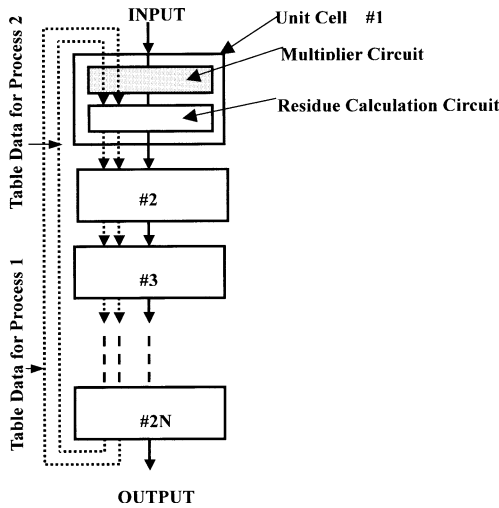 INPUT
Unit Cell #1
Multiplier Circuit
Residue Calculation Circuit
Table Data for Process 2
#2
#3
Table Data for Process 1
#2N
OUTPUT